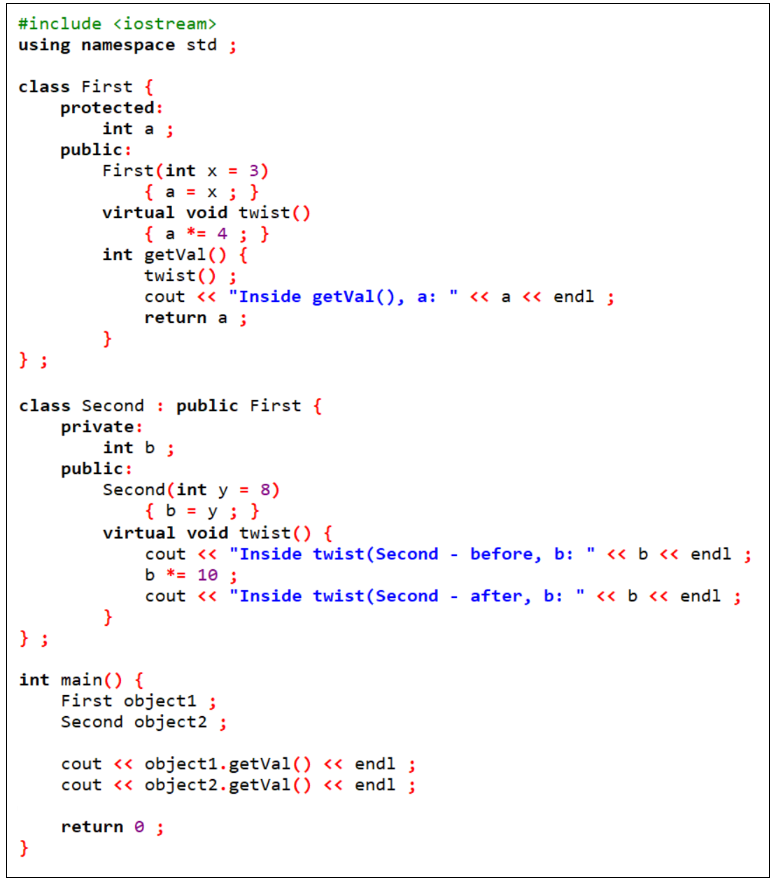 #include <iostream>
using namespace std ;

class First {
    protected:
        int a ;
    public:
        First(int x = 3)
            { a = x ; }
        virtual void twist()
            { a *= 4 ; }
        int getVal() {
            twist() ;
            cout << "Inside getVal(), a: " << a << endl ;
            return a ;
        }
} ;

class Second : public First {
    private:
        int b ;
    public:
        Second(int y = 8)
            { b = y ; }
        virtual void twist() {
            cout << "Inside twist(Second - before, b: " << b << endl ;
            b *= 10 ;
            cout << "Inside twist(Second - after, b: " << b << endl ;
        }
} ;

int main() {
    First object1 ;
    Second object2 ;

    cout << object1.getVal() << endl ;
    cout << object2.getVal() << endl ;

    return 0 ;
}